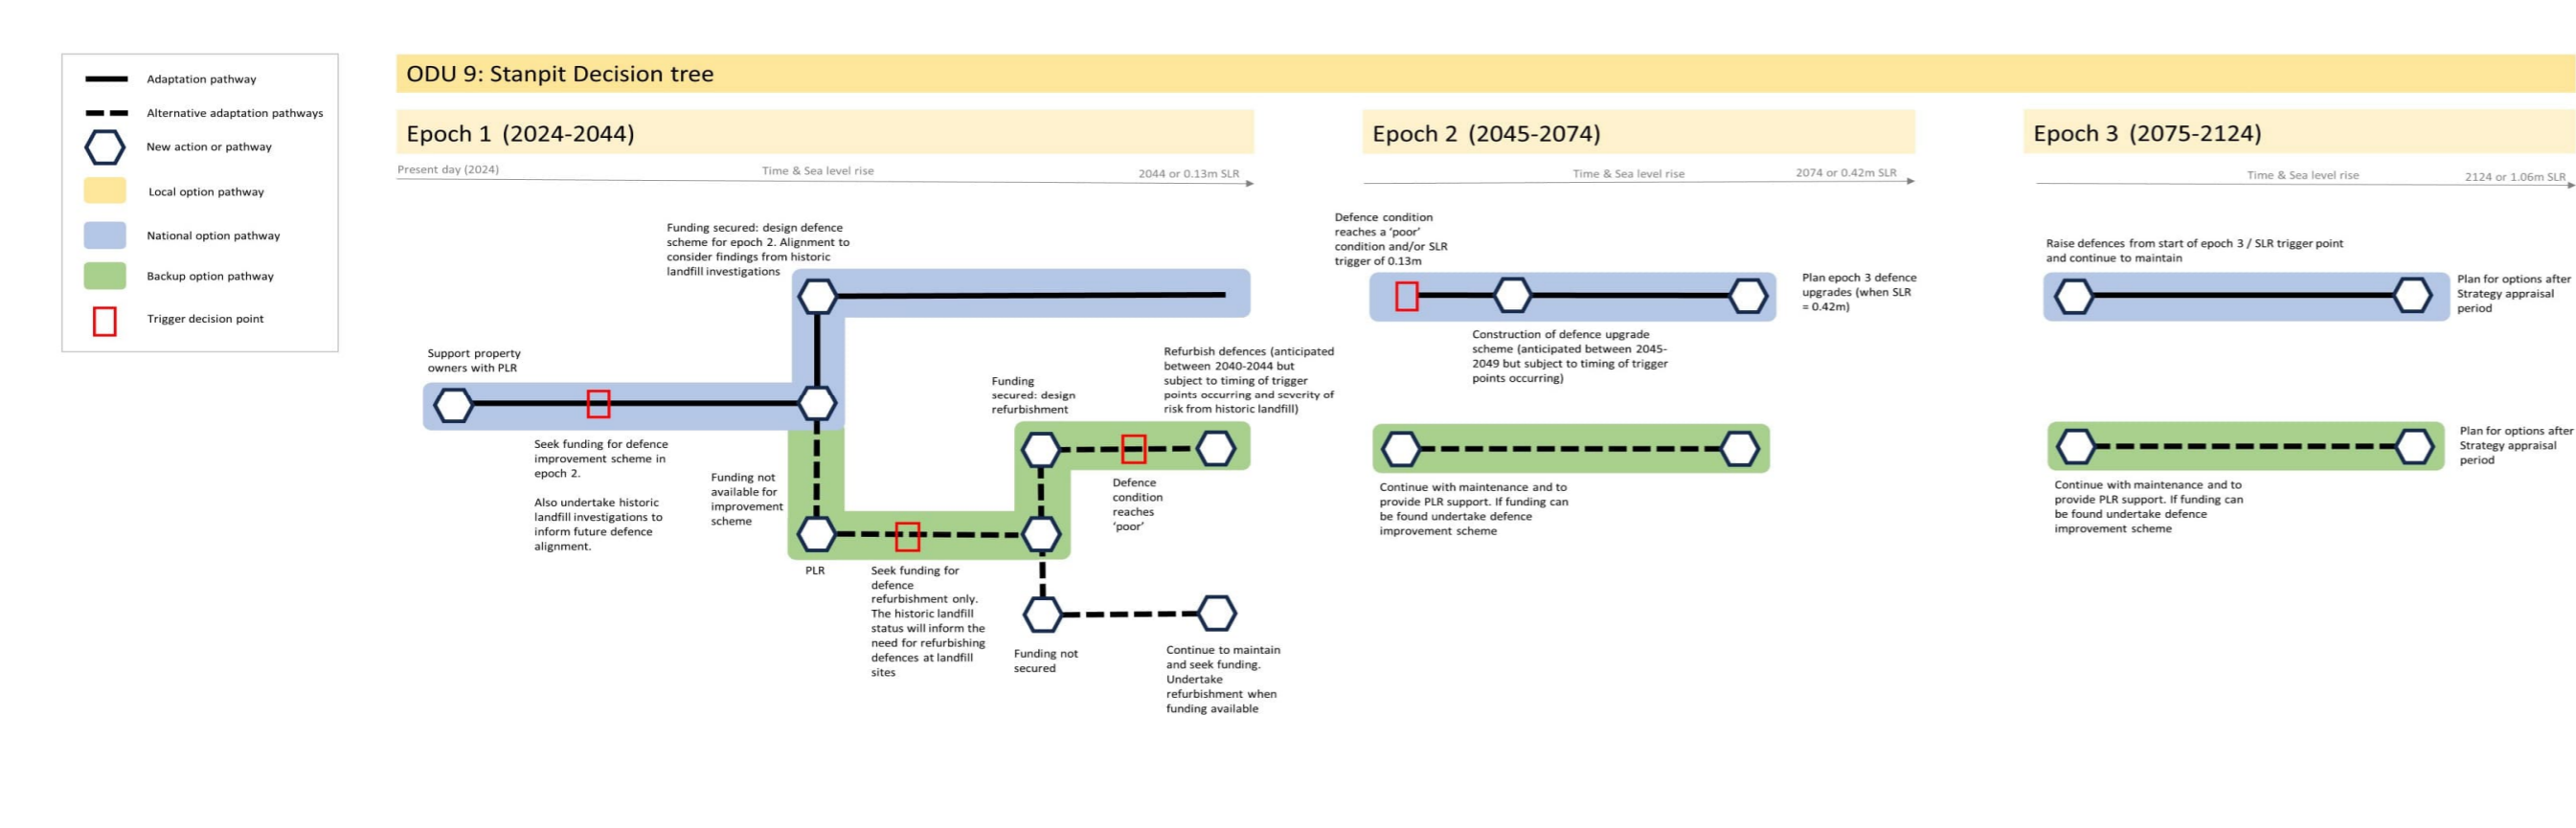 Adaptation pathway
Alternative adaptation pathways
New action or pathway
Local option pathway
National option pathway
Backup option pathway
Trigger decision point
ODU 9: Stanpit Decision tree
Epoch 1 (2024-2044)
Present day (2024)
Time & Sea level rise
2044 or 0.13m SLR
Funding secured: design defence
scheme for epoch 2. Alignment to
consider findings from historic
landfill investigations
Support property
owners with PLR
Seek funding for defence
improvement scheme in
epoch 2.
Also undertake historic
landfill investigations to
inform future defence
alignment.
Funding not
available for
improvement
scheme
PLR
Seek funding for
defence
refurbishment only.
The historic landfill
status will inform the
need for refurbishing
defences at landfill
sites
Funding
secured: design
refurbishment
Refurbish defences (anticipated
between 2040-2044 but
subject to timing of trigger
points occurring and severity of
risk from historic landfill)
Defence
condition
reaches
‘poor’
Funding not
secured
Continue to maintain
and seek funding.
Undertake
refurbishment when
funding available
Epoch 2 (2045-2074)
Time & Sea level rise
2074 or 0.42m SLR
Defence condition
reaches a ‘poor’
condition and/or SLR
trigger of 0.13m
Construction of defence upgrade
scheme (anticipated between 2045-
2049 but subject to timing of trigger
points occurring)
Plan epoch 3 defence
upgrades (when SLR
= 0.42m)
Continue with maintenance and to
provide PLR support. If funding can
be found undertake defence
improvement scheme
Epoch 3 (2075-2124)
Time & Sea level rise
2124 or 1.06m SLR
Raise defences from start of epoch 3 / SLR trigger point
and continue to maintain
Plan for options after
Strategy appraisal
period
Plan for options after
Strategy appraisal
period
Continue with maintenance and to
provide PLR support. If funding can
be found undertake defence
improvement scheme